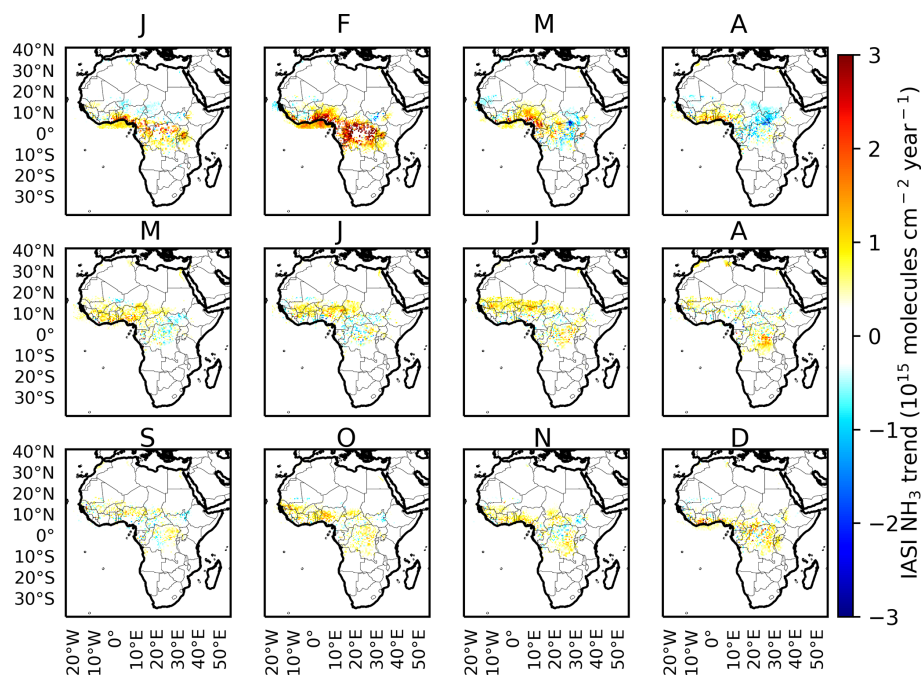 J F M A
40°N
30°N
20°N
10°N
0°
10°S
20°S
30°S
M J J A
40°N
30°N
20°N
10°N
0°
10°S
20°S
30°S
S O N D
40°N
30°N
20°N
10°N
0°
10°S
20°S
30°S
20°W 10°W 0° 10°E 20°E 30°E 40°E 50°E 20°W 10°W 0° 10°E 20°E 30°E 40°E 50°E 20°W 10°W 0° 10°E 20°E 30°E 40°E 50°E 20°W 10°W 0° 10°E 20°E 30°E 40°E 50°E
3
2
1
0
−1
−2
−3
IASI NH₃ trend (10¹⁵ molecules cm⁻² year⁻¹)